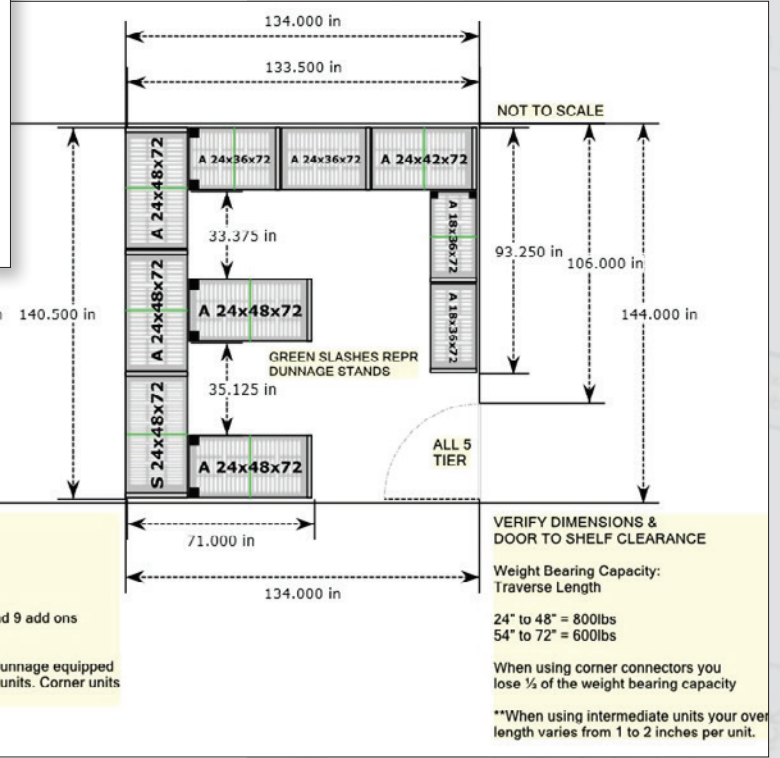 134.000 in
133.500 in
NOT TO SCALE
A 24x48x72
A 24x36x72
A 24x36x72
A 24x42x72
A 18x36x72
33.375 in
93.250 in
106.000 in
140.500 in
A 24x48x72
A 24x48x72
A 18x36x72
144.000 in
GREEN SLASHES REPR
DUNNAGE STANDS
35.125 in
S 24x48x72
A 24x48x72
ALL 5
TIER
71.000 in
134.000 in
VERIFY DIMENSIONS &
DOOR TO SHELF CLEARANCE
Weight Bearing Capacity:
Traverse Length
24" to 48" = 800lbs
54" to 72" = 600lbs
When using corner connectors you
lose ⅓ of the weight bearing capacity
**When using intermediate units your over
length varies from 1 to 2 inches per unit.
d 9 add ons
unnage equipped
units. Corner units